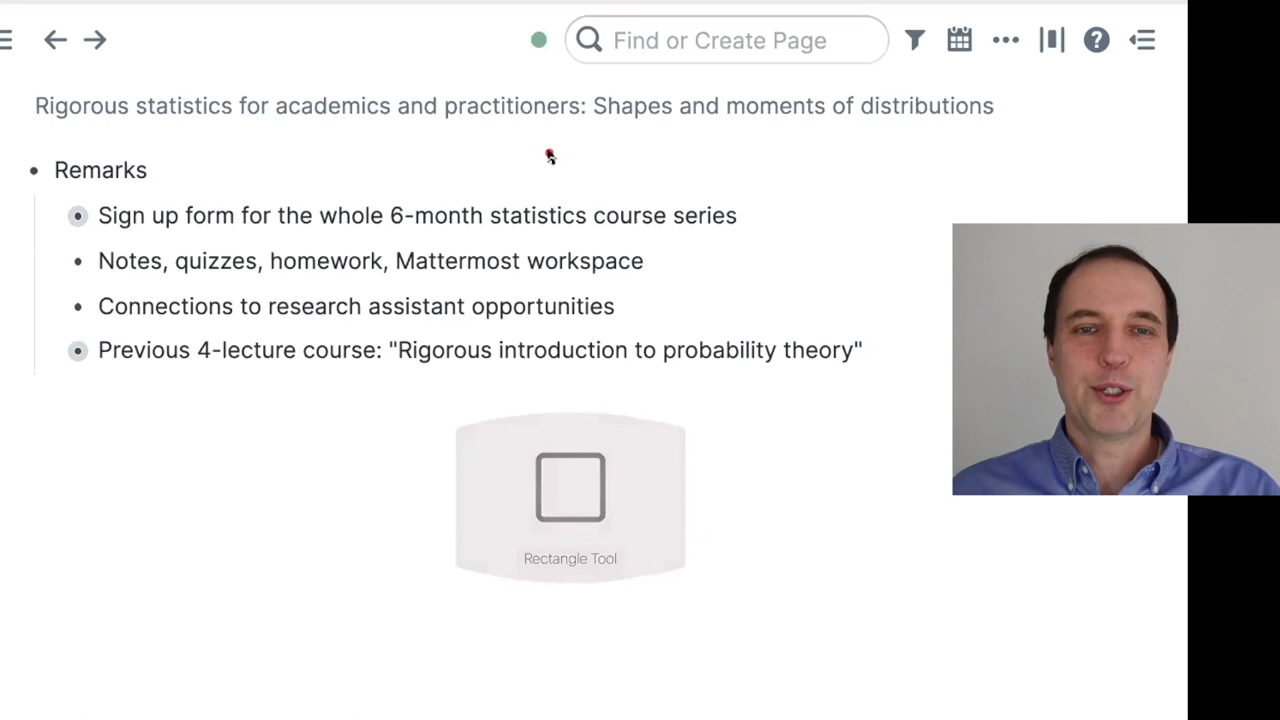 Find or Create Page
Rigorous statistics for academics and practitioners: Shapes and moments of distributions
Remarks
Sign up form for the whole 6-month statistics course series
Notes, quizzes, homework, Mattermost workspace
Connections to research assistant opportunities
Previous 4-lecture course: "Rigorous introduction to probability theory"
Rectangle Tool